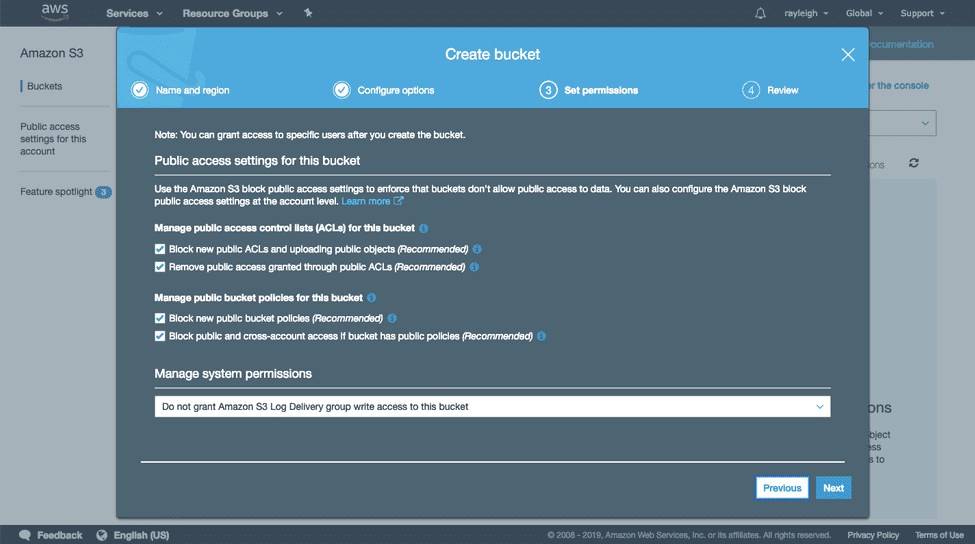 aws
Services
Resource Groups
rayleigh
Global
Support
Amazon S3
Buckets
Public access
settings for this
account
Feature spotlight 3
Documentation
Create bucket
Name and region
Configure options
3 Set permissions
4 Review
Note: You can grant access to specific users after you create the bucket.
Public access settings for this bucket
Use the Amazon S3 block public access settings to enforce that buckets don't allow public access to data. You can also configure the Amazon S3 block
public access settings at the account level. Learn more
Manage public access control lists (ACLs) for this bucket
Block new public ACLs and uploading public objects (Recommended)
Remove public access granted through public ACLs (Recommended)
Manage public bucket policies for this bucket
Block new public bucket policies (Recommended)
Block public and cross-account access if bucket has public policies (Recommended)
Manage system permissions
Do not grant Amazon S3 Log Delivery group write access to this bucket
Previous
Next
the console
to
Feedback
English (US)
© 2008 - 2019, Amazon Web Services, Inc. or its affiliates. All rights reserved.
Privacy Policy
Terms of Use